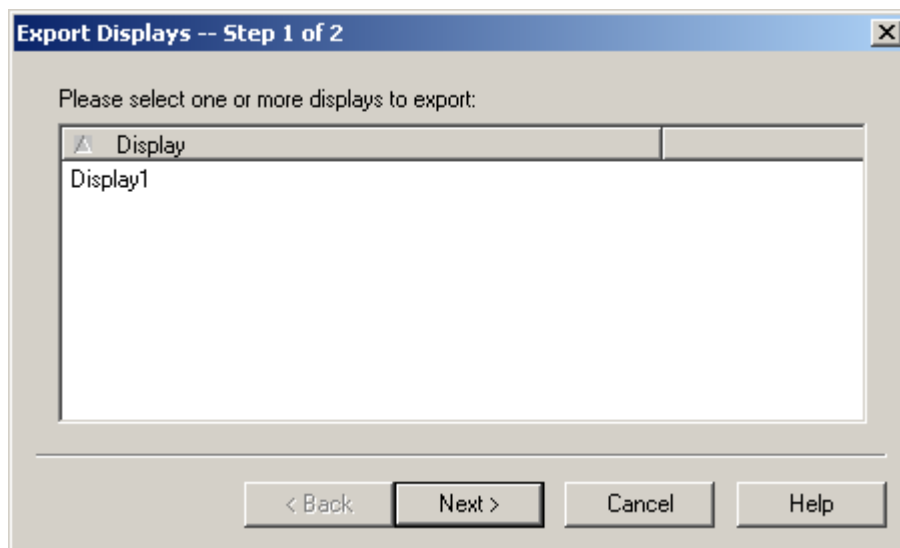 Export Displays -- Step 1 of 2
Please select one or more displays to export:
Display
Display1
< Back Next > Cancel Help